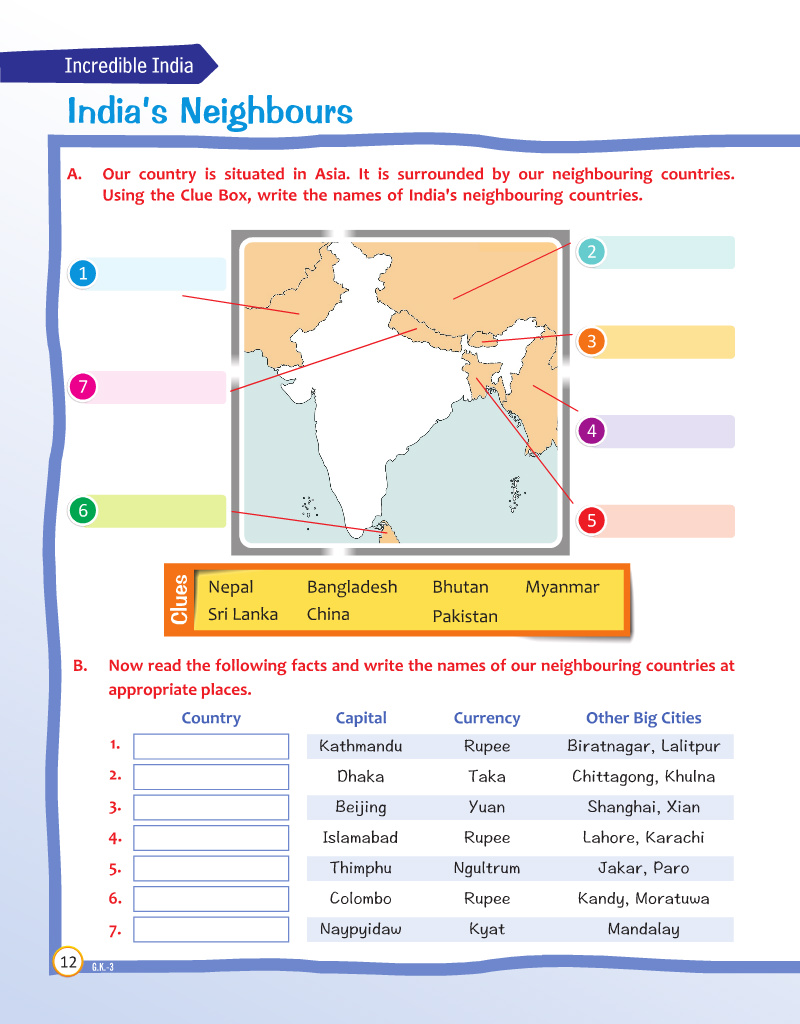 Incredible India
India's Neighbours
A. Our country is situated in Asia. It is surrounded by our neighbouring countries.
Using the Clue Box, write the names of India's neighbouring countries.
1
2
3
7
4
6
5
Clues
Nepal Bangladesh Bhutan Myanmar
Sri Lanka China Pakistan
B. Now read the following facts and write the names of our neighbouring countries at
appropriate places.
Country Capital Currency Other Big Cities
1. Kathmandu Rupee Biratnagar, Lalitpur
2. Dhaka Taka Chittagong, Khulna
3. Beijing Yuan Shanghai, Xian
4. Islamabad Rupee Lahore, Karachi
5. Thimphu Ngultrum Jakar, Paro
6. Colombo Rupee Kandy, Moratuwa
7. Naypyidaw Kyat Mandalay
12 G.K.-3